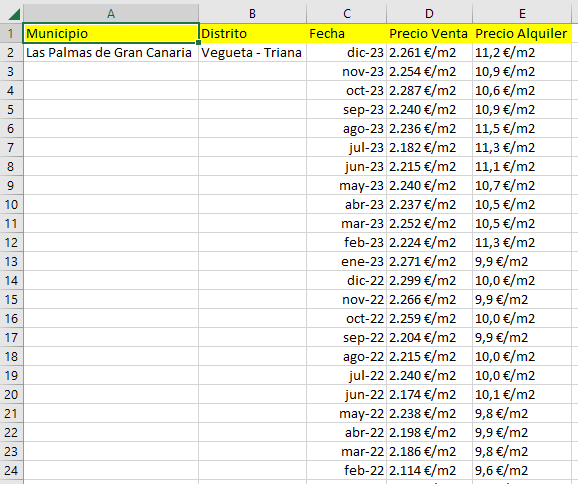 A B C D E
1 Municipio Distrito Fecha Precio Venta Precio Alquiler
2 Las Palmas de Gran Canaria Vegueta - Triana dic-23 2.261 €/m2 11,2 €/m2
3 nov-23 2.254 €/m2 10,9 €/m2
4 oct-23 2.287 €/m2 10,6 €/m2
5 sep-23 2.240 €/m2 10,9 €/m2
6 ago-23 2.236 €/m2 11,5 €/m2
7 jul-23 2.182 €/m2 11,3 €/m2
8 jun-23 2.215 €/m2 11,1 €/m2
9 may-23 2.240 €/m2 10,7 €/m2
10 abr-23 2.237 €/m2 10,5 €/m2
11 mar-23 2.252 €/m2 10,5 €/m2
12 feb-23 2.224 €/m2 11,3 €/m2
13 ene-23 2.271 €/m2 9,9 €/m2
14 dic-22 2.299 €/m2 10,0 €/m2
15 nov-22 2.266 €/m2 9,9 €/m2
16 oct-22 2.259 €/m2 10,0 €/m2
17 sep-22 2.204 €/m2 9,9 €/m2
18 ago-22 2.215 €/m2 10,0 €/m2
19 jul-22 2.240 €/m2 10,0 €/m2
20 jun-22 2.174 €/m2 10,1 €/m2
21 may-22 2.238 €/m2 9,8 €/m2
22 abr-22 2.198 €/m2 9,9 €/m2
23 mar-22 2.186 €/m2 9,8 €/m2
24 feb-22 2.114 €/m2 9,6 €/m2